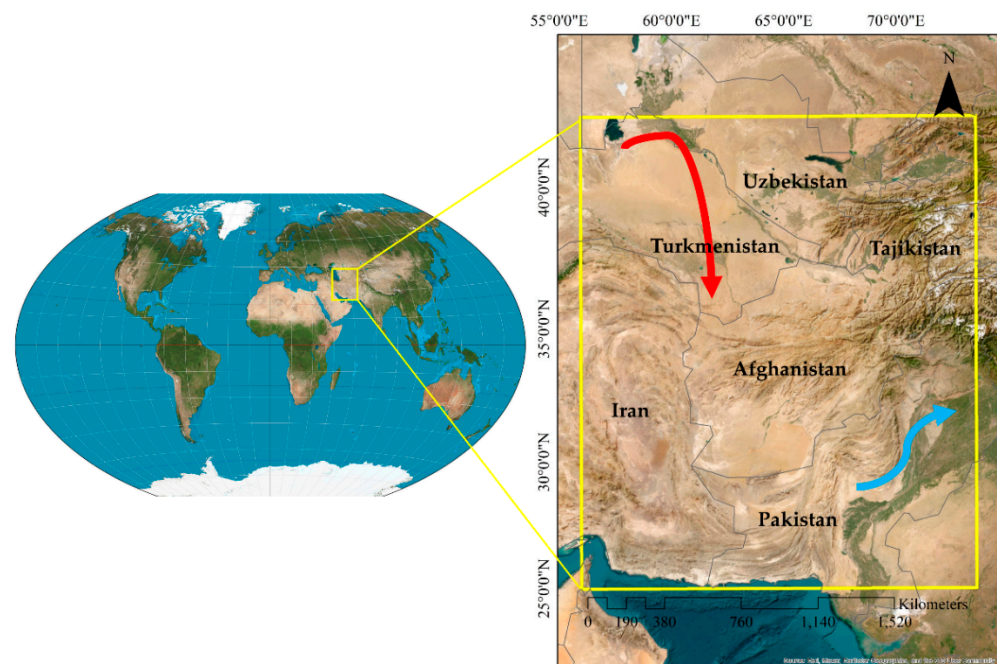 55°0'0"E 60°0'0"E 65°0'0"E 70°0'0"E
N
40°0'0"N
Uzbekistan
Turkmenistan
Tajikistan
35°0'0"N
Afghanistan
Iran
30°0'0"N
Pakistan
25°0'0"N
Kilometers
0 190 380 760 1,140 1,520